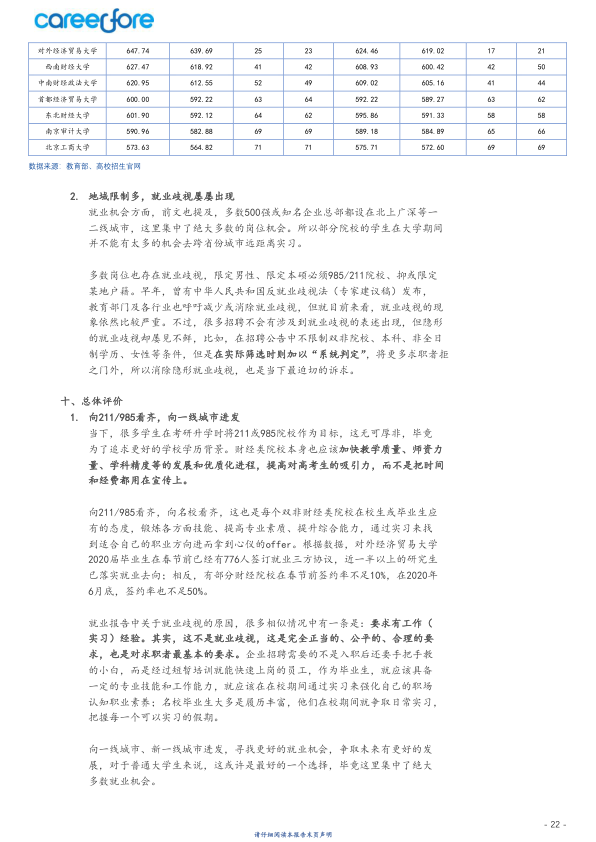 careerfore
对外经济贸易大学 647.74 639.69 25 23 624.46 619.02 17 21
西南财经大学 627.47 618.92 41 42 608.93 600.42 42 50
中南财经政法大学 620.95 612.55 52 49 609.02 605.16 41 44
首都经济贸易大学 600.00 592.22 63 64 592.22 589.27 63 62
东北财经大学 601.90 592.12 64 62 595.86 591.33 58 58
南京审计大学 590.96 582.88 69 69 589.18 584.89 65 66
北京工商大学 573.63 564.82 71 71 575.71 572.60 69 69
数据来源：教育部、高校招生官网
2. 地域限制多，就业歧视屡屡出现
就业机会方面，前文也提及，多数500强或知名企业总部都设在北上广深等一
二线城市，这里集中了绝大多数的岗位机会。所以部分院校的学生在大学期间
并不能有太多的机会去跨省份城市远距离实习。
多数岗位也存在就业歧视，限定男性、限定本硕必须985/211院校、抑或限定
某地户籍。早年，曾有中华人民共和国反就业歧视法（专家建议稿）发布，
教育部门及各行业也呼吁减少或消除就业歧视，但就目前来看，就业歧视的现
象依然比较严重。不过，很多招聘不会有涉及到就业歧视的表述出现，但隐形
的就业歧视却屡见不鲜，比如，在招聘公告中不限制双非院校、本科、非全日
制学历、女性等条件，但是在实际筛选时则加以“系统判定”，将更多求职者拒
之门外，所以消除隐形就业歧视，也是当下最迫切的诉求。
十、总体评价
1. 向211/985看齐，向一线城市迸发
当下，很多学生在考研升学时将211或985院校作为目标，这无可厚非，毕竟
为了追求更好的学校学历背景。财经类院校本身也应该加快教学质量、师资力
量、学科精度等的发展和优质化进程，提高对高考生的吸引力，而不是把时间
和经费都用在宣传上。
向211/985看齐，向名校看齐，这也是每个双非财经类院校在校生或毕业生应
有的态度，锻炼各方面技能、提高专业素质、提升综合能力，通过实习来找
到适合自己的职业方向进而拿到心仪的offer。根据数据，对外经济贸易大学
2020届毕业生在春节前已经有776人签订就业三方协议，近一半以上的研究生
已落实就业去向；相反，有部分财经院校在春节前签约率不足10%，在2020年
6月底，签约率也不足50%。
就业报告中关于就业歧视的原因，很多相似情况中有一条是：要求有工作（
实习）经验。其实，这不是就业歧视，这是完全正当的、公平的、合理的要
求，也是对求职者最基本的要求。企业招聘需要的不是入职后还要手把手教
的小白，而是经过短暂培训就能快速上岗的员工，作为毕业生，就应该具备
一定的专业技能和工作能力，就应该在在校期间通过实习来强化自己的职场
认知职业素养；名校毕业生大多是履历丰富，他们在校期间就争取日常实习，
把握每一个可以实习的假期。
向一线城市、新一线城市迸发，寻找更好的就业机会，争取未来有更好的发
展，对于普通大学生来说，这或许是最好的一个选择，毕竟这里集中了绝大
多数就业机会。
- 22 -
请仔细阅读本报告末页声明